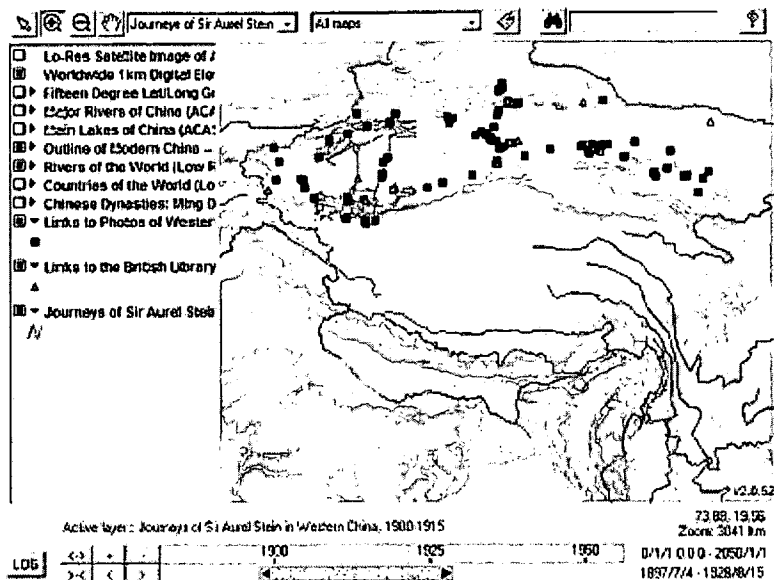 Journeys of Sir Aurel Stein
All maps
Lo-Res Satellite Image of A
Worldwide 1km Digital Ele
Fifteen Degree Lat/Long Gr
Major Rivers of China (ACA
Main Lakes of China (ACAS
Outline of Modern China --
Rivers of the World (Low R
Countries of the World (Lo
Chinese Dynasties: Ming D
Links to Photos of Wester
Links to the British Library
Journeys of Sir Aurel Stein
v2.0.52
Active layer: Journeys of Sir Aurel Stein in Western China, 1900-1915
73.88, 19.56
Zoom: 3041 km
LOG
<-> + -
>-< < >
1900 1925 1950
0/1/1 0:0:0 - 2050/1/1
1897/7/4 - 1928/8/15